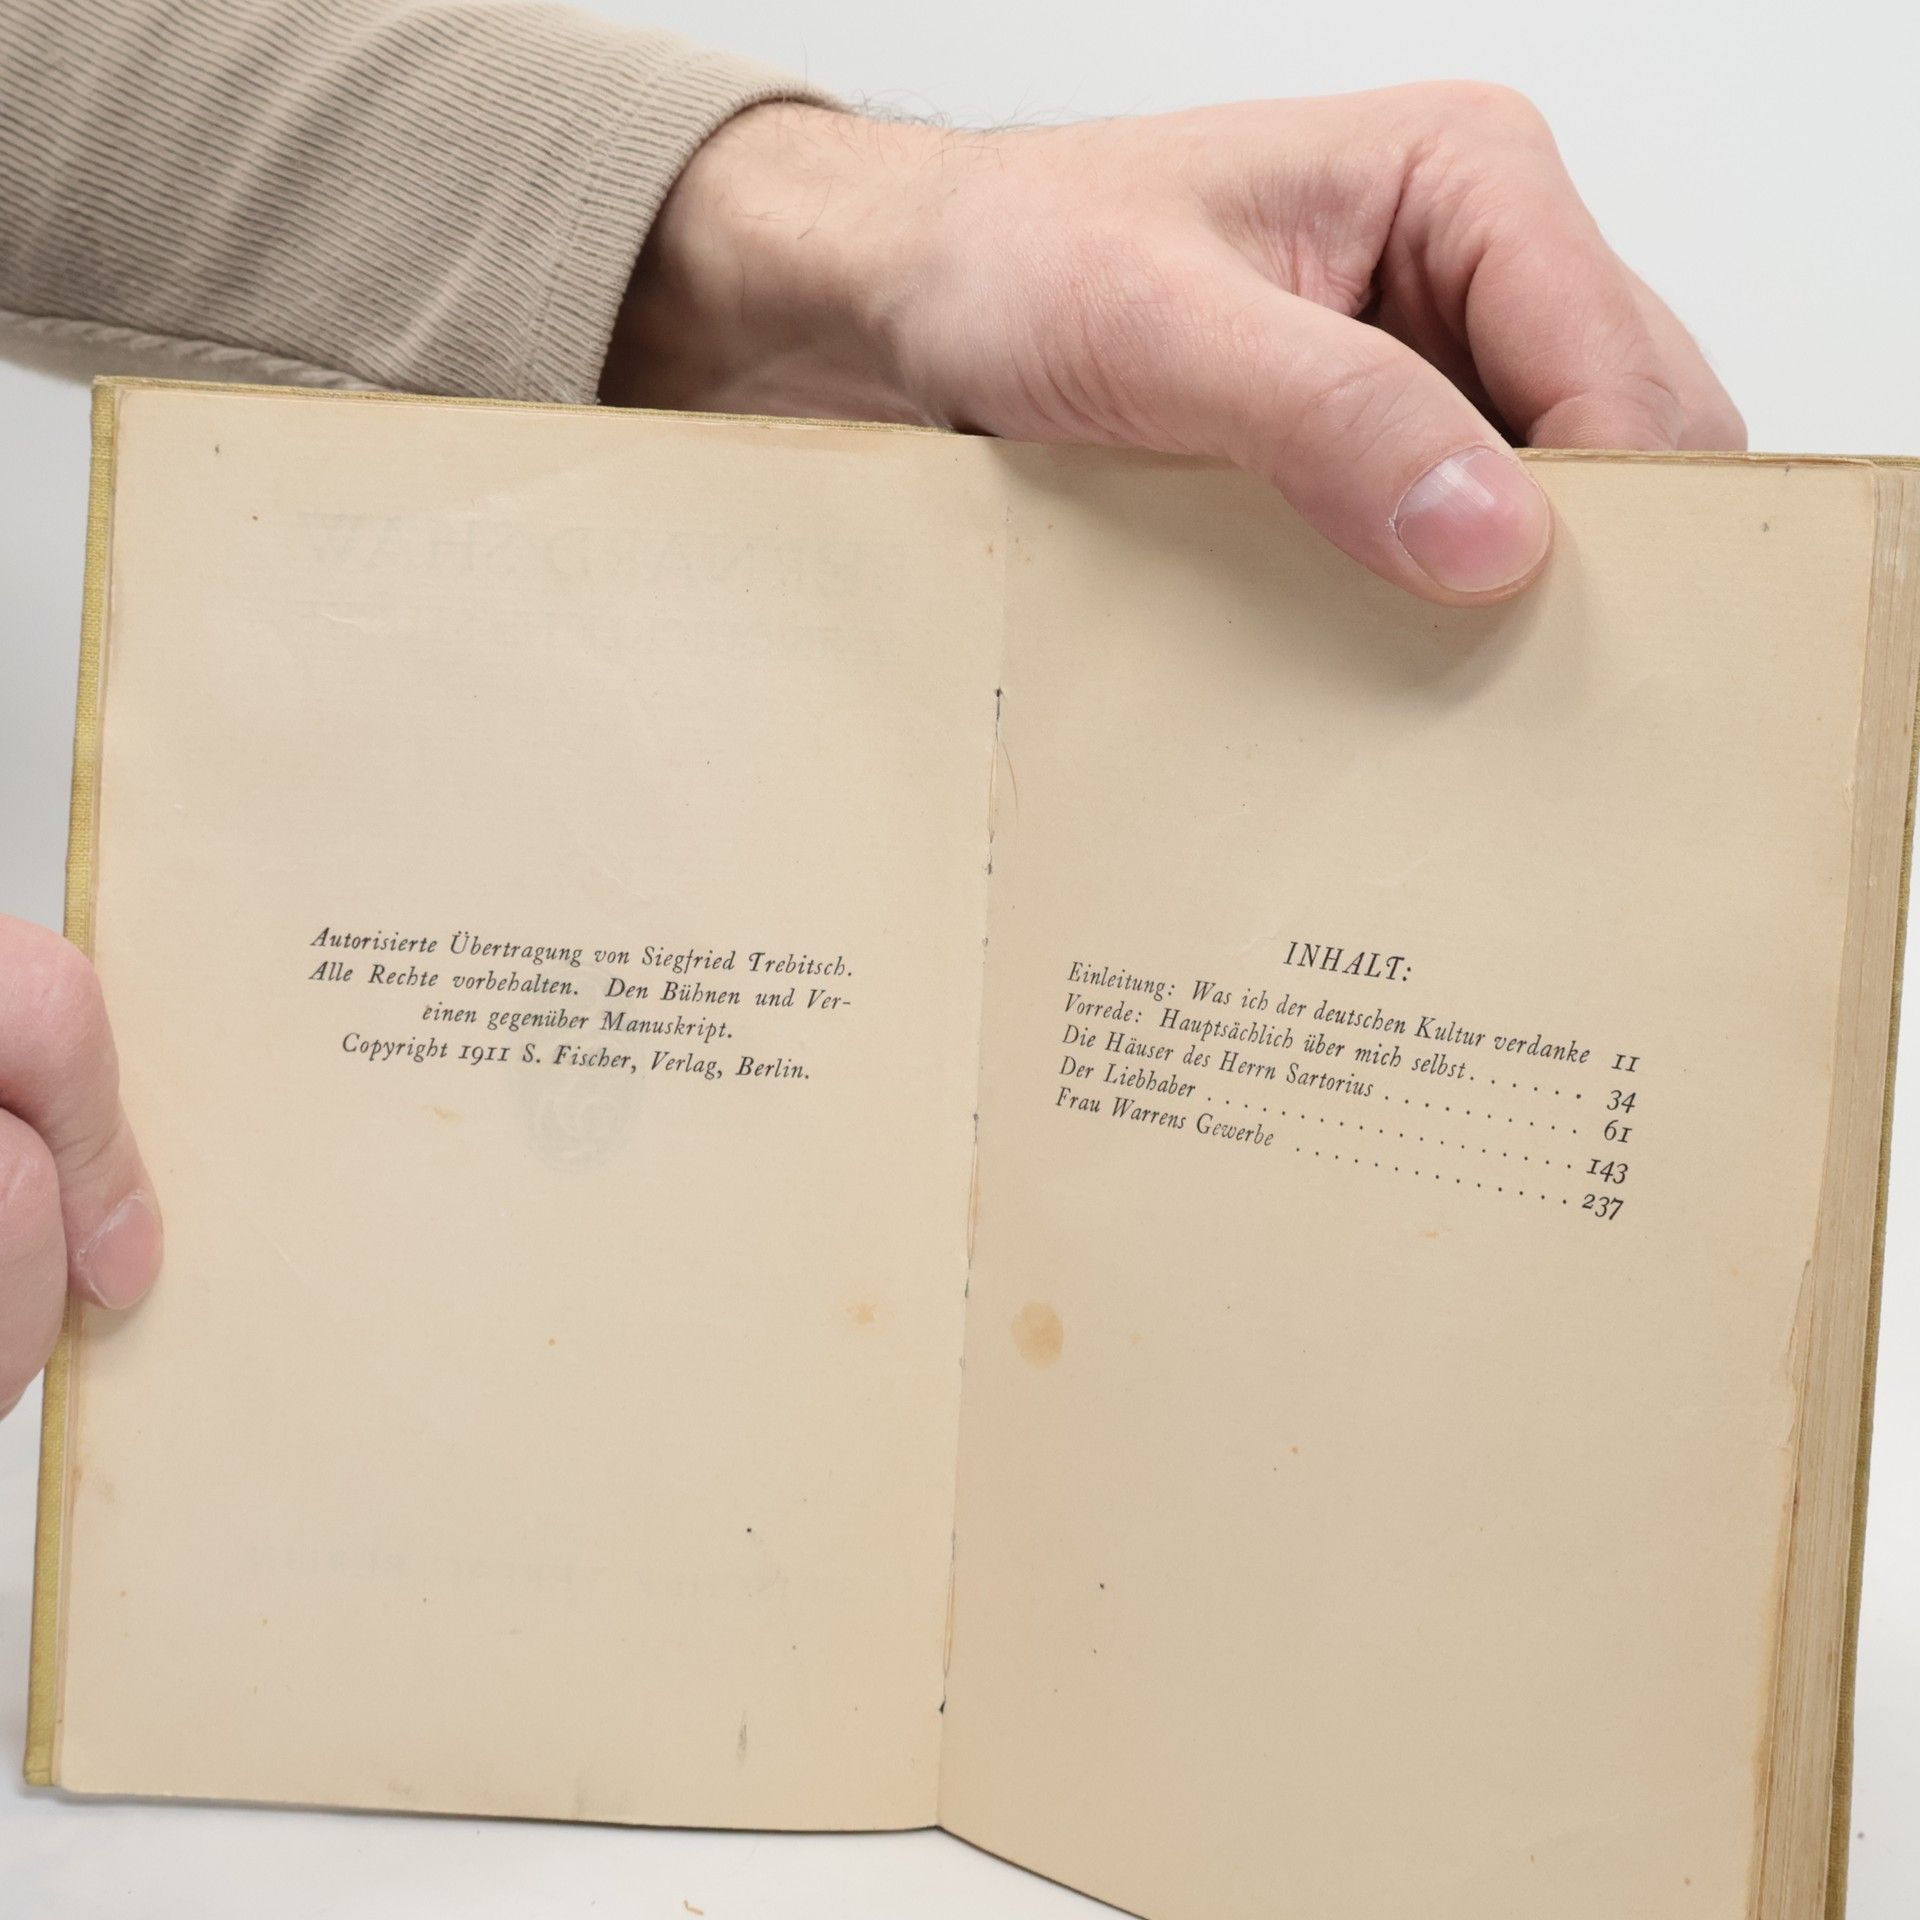 Autorisierte Übertragung von Siegfried Trebitsch.
Alle Rechte vorbehalten. Den Bühnen und Ver-
einen gegenüber Manuskript.
Copyright 1911 S. Fischer, Verlag, Berlin.
INHALT:
Einleitung: Was ich der deutschen Kultur verdanke 11
Vorrede: Hauptsächlich über mich selbst. . . . . . 34
Die Häuser des Herrn Sartorius . . . . . . . . . 61
Der Liebhaber . . . . . . . . . . . . . . . . . 143
Frau Warrens Gewerbe . . . . . . . . . . . . . 237